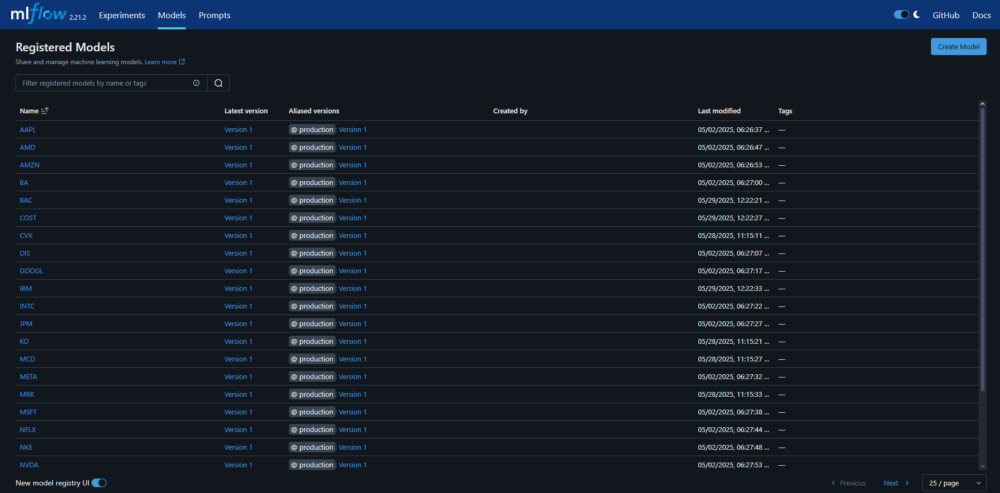 mlflow 2.21.2 Experiments Models Prompts GitHub Docs
Registered Models Create Model
Share and manage machine learning models. Learn more
Filter registered models by name or tags
Name Latest version Aliased versions Created by Last modified Tags
AAPL Version 1 @ production: Version 1 05/02/2025, 06:26:37 ... —
AMD Version 1 @ production: Version 1 05/02/2025, 06:26:47 ... —
AMZN Version 1 @ production: Version 1 05/02/2025, 06:26:53 ... —
BA Version 1 @ production: Version 1 05/02/2025, 06:27:00 ... —
BAC Version 1 @ production: Version 1 05/29/2025, 12:22:21 ... —
COST Version 1 @ production: Version 1 05/29/2025, 12:22:27 ... —
CVX Version 1 @ production: Version 1 05/28/2025, 11:15:11 ... —
DIS Version 1 @ production: Version 1 05/02/2025, 06:27:07 ... —
GOOGL Version 1 @ production: Version 1 05/02/2025, 06:27:17 ... —
IBM Version 1 @ production: Version 1 05/29/2025, 12:22:33 ... —
INTC Version 1 @ production: Version 1 05/02/2025, 06:27:22 ... —
JPM Version 1 @ production: Version 1 05/02/2025, 06:27:27 ... —
KO Version 1 @ production: Version 1 05/28/2025, 11:15:21 ... —
MCD Version 1 @ production: Version 1 05/28/2025, 11:15:27 ... —
META Version 1 @ production: Version 1 05/02/2025, 06:27:32 ... —
MRK Version 1 @ production: Version 1 05/28/2025, 11:15:33 ... —
MSFT Version 1 @ production: Version 1 05/02/2025, 06:27:38 ... —
NFLX Version 1 @ production: Version 1 05/02/2025, 06:27:44 ... —
NKE Version 1 @ production: Version 1 05/02/2025, 06:27:48 ... —
NVDA Version 1 @ production: Version 1 05/02/2025, 06:27:53 ... —
New model registry UI Previous Next 25 / page